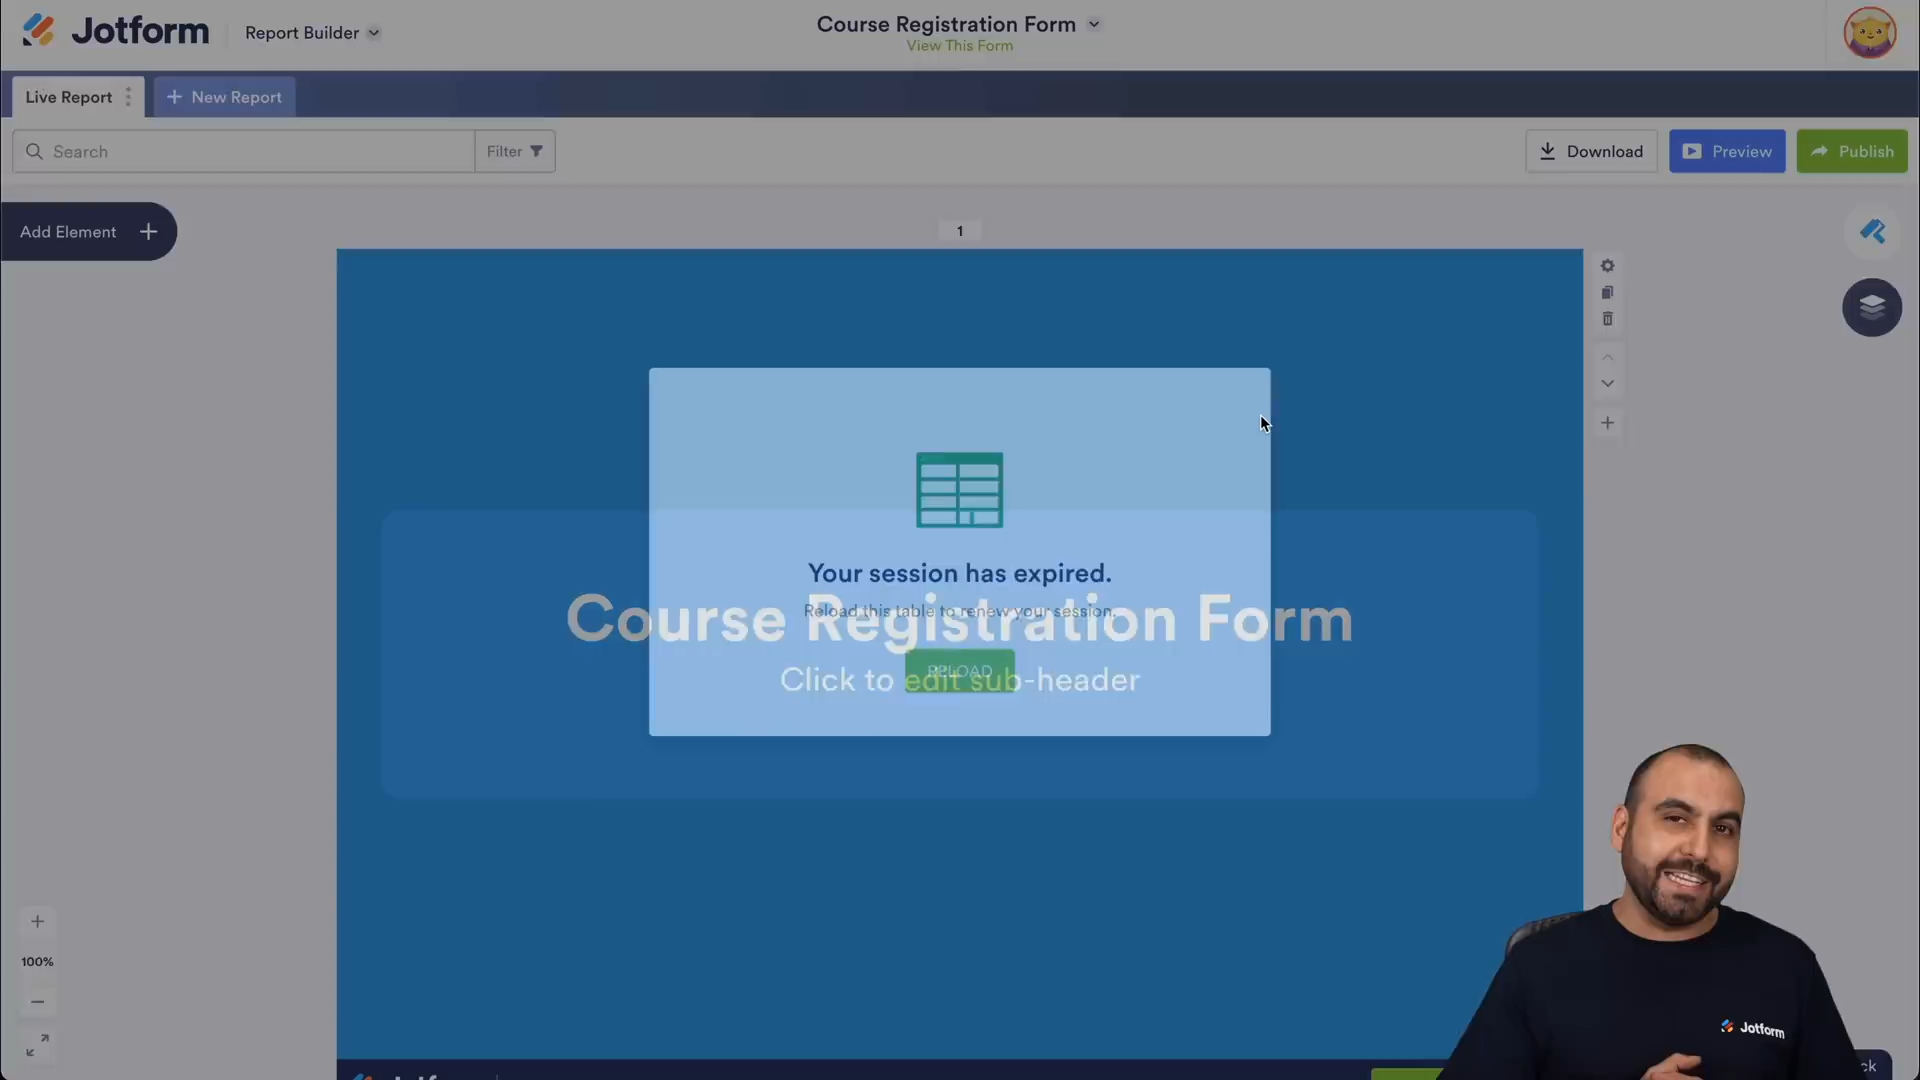 Jotform
Report Builder
Course Registration Form
View This Form
Live Report
+ New Report
Search
Filter
Download
Preview
Publish
Add Element +
1
Your session has expired.
Reload this table to renew your session.
Course Registration Form
RELOAD
Click to edit sub-header
100%
Jotform